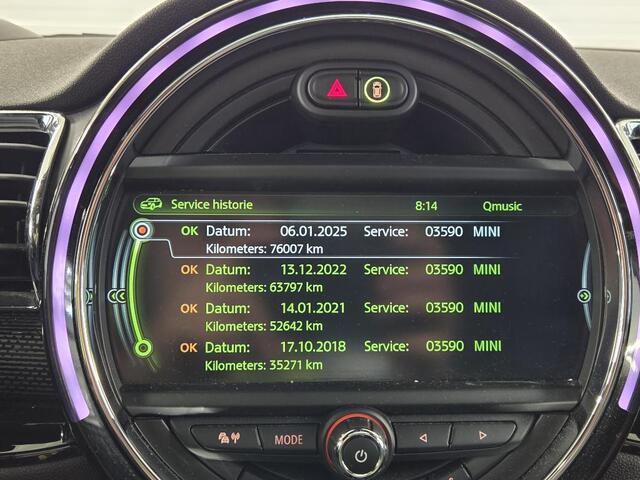 Service historie 8:14 Qmusic
OK Datum: 06.01.2025 Service: 03590 MINI
Kilometers: 76007 km
OK Datum: 13.12.2022 Service: 03590 MINI
Kilometers: 63797 km
OK Datum: 14.01.2021 Service: 03590 MINI
Kilometers: 52642 km
OK Datum: 17.10.2018 Service: 03590 MINI
Kilometers: 35271 km
MODE